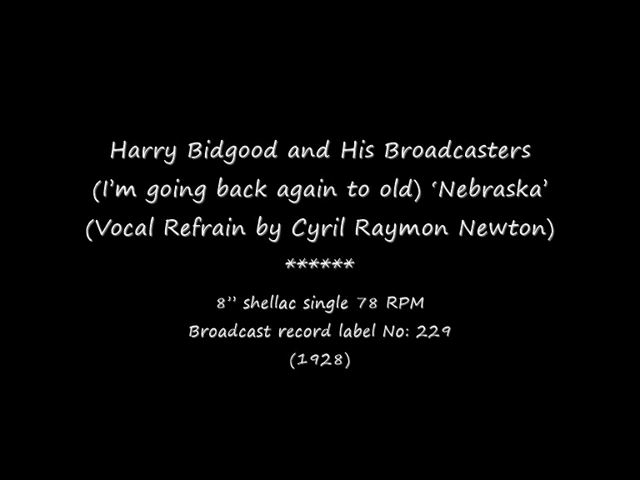 Harry Bidgood and His Broadcasters
(I’m going back again to old) ‘Nebraska’
(Vocal Refrain by Cyril Raymon Newton)
******
8” shellac single 78 RPM
Broadcast record label No: 229
(1928)